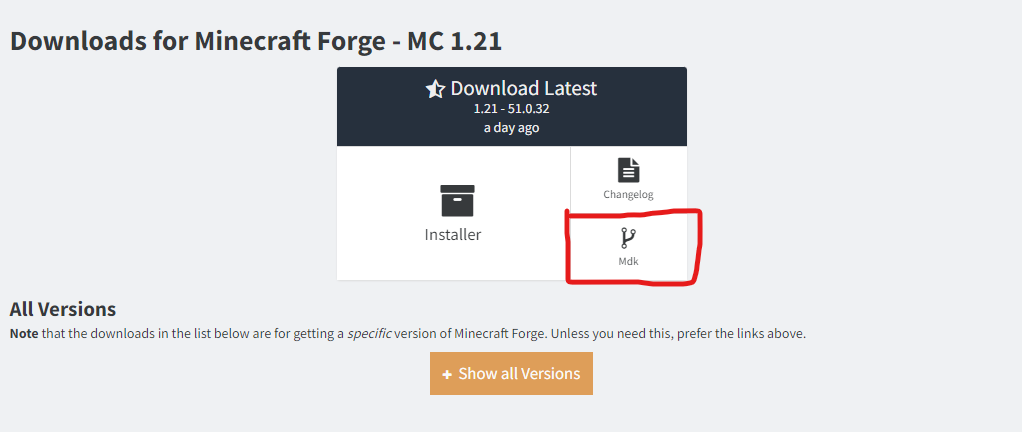 Downloads for Minecraft Forge - MC 1.21
Download Latest
1.21 - 51.0.32
a day ago
Installer
Changelog
Mdk
All Versions
Note that the downloads in the list below are for getting a specific version of Minecraft Forge. Unless you need this, prefer the links above.
+ Show all Versions